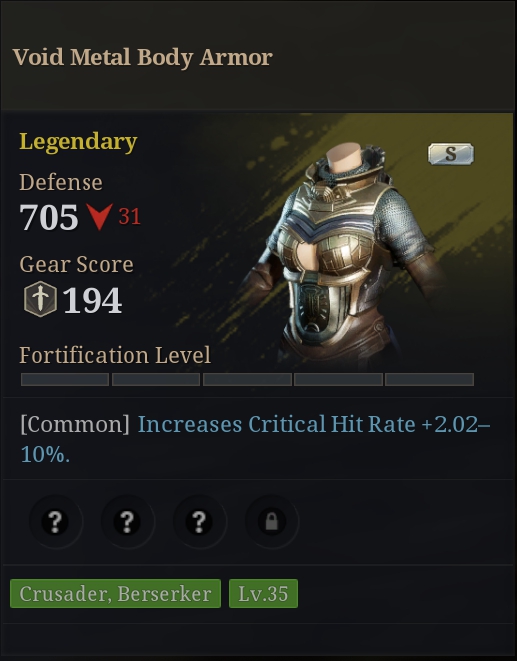 Void Metal Body Armor
Legendary
S
Defense
705 31
Gear Score
194
Fortification Level
[Common] Increases Critical Hit Rate +2.02–
10%.
? ? ?
Crusader, Berserker Lv.35